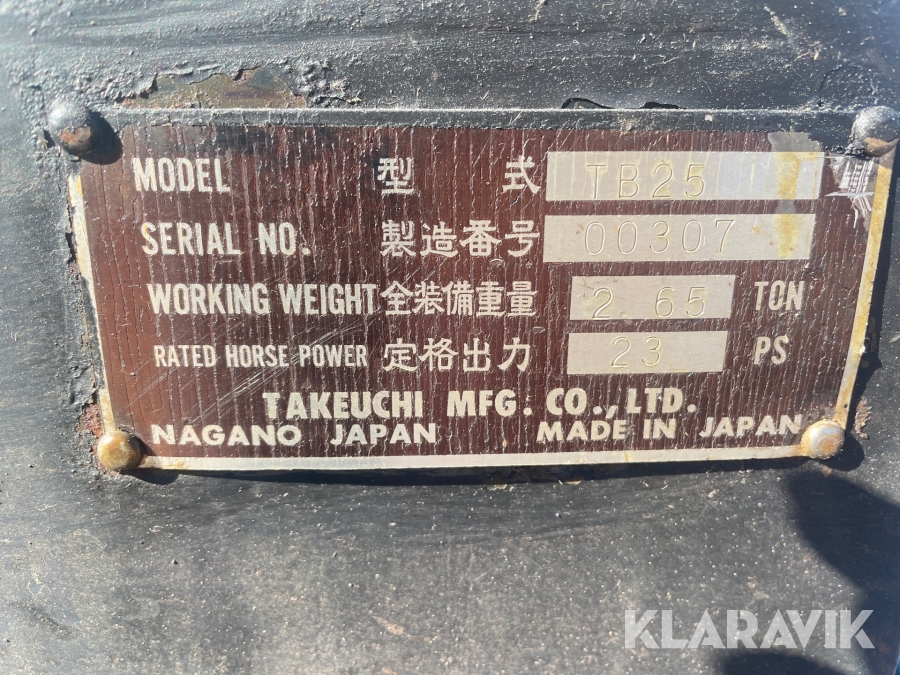 MODEL 型 式 TB25
SERIAL NO. 製造番号 00307
WORKING WEIGHT 全装備重量 2.65 TON
RATED HORSE POWER 定格出力 23 PS
TAKEUCHI MFG. CO., LTD.
NAGANO JAPAN MADE IN JAPAN
KLARAVIK